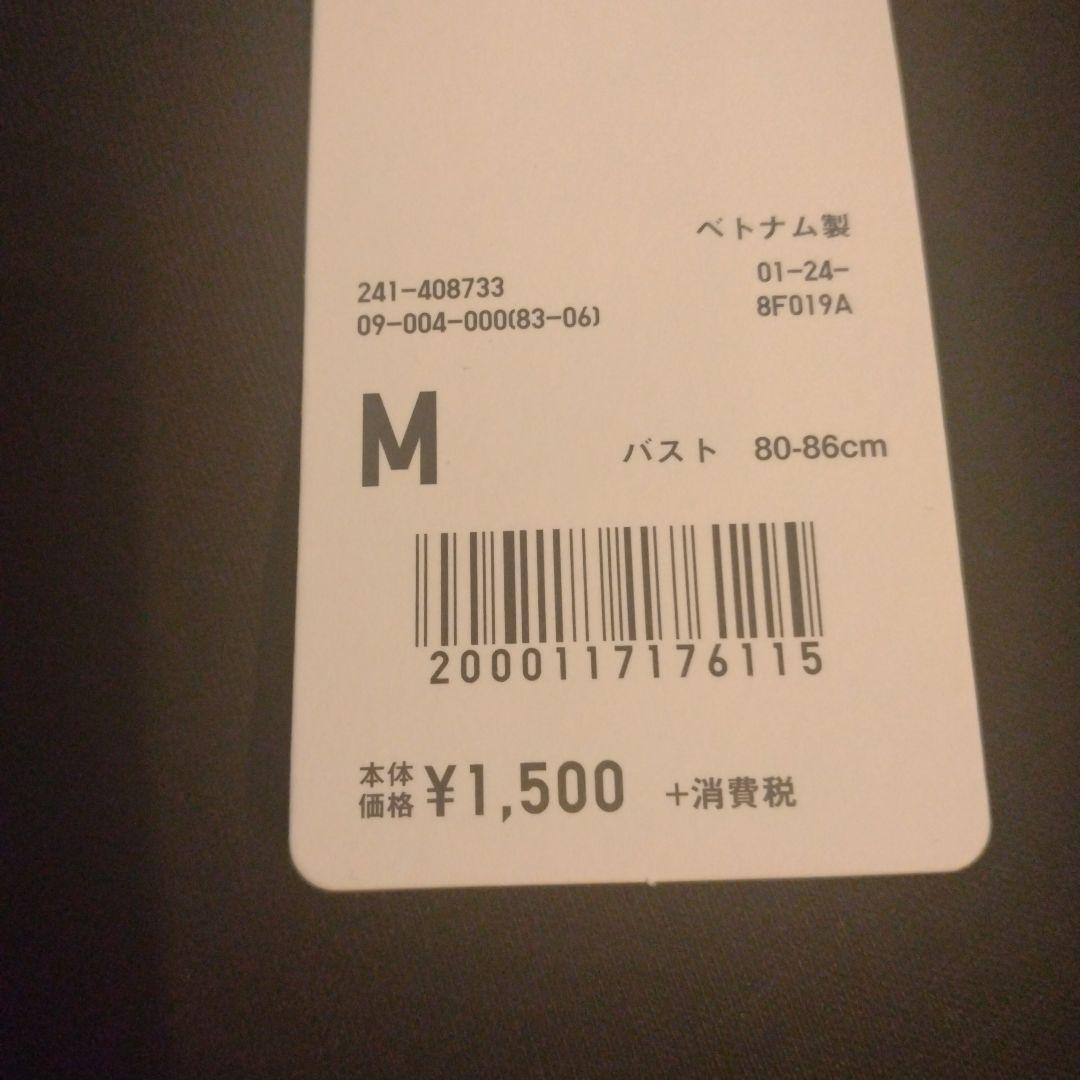 ベトナム製
241-408733
01-24-
09-004-000(83-06)
8F019A
M
バスト 80-86cm
2000117176115
本体
価格 ¥1,500 +消費税